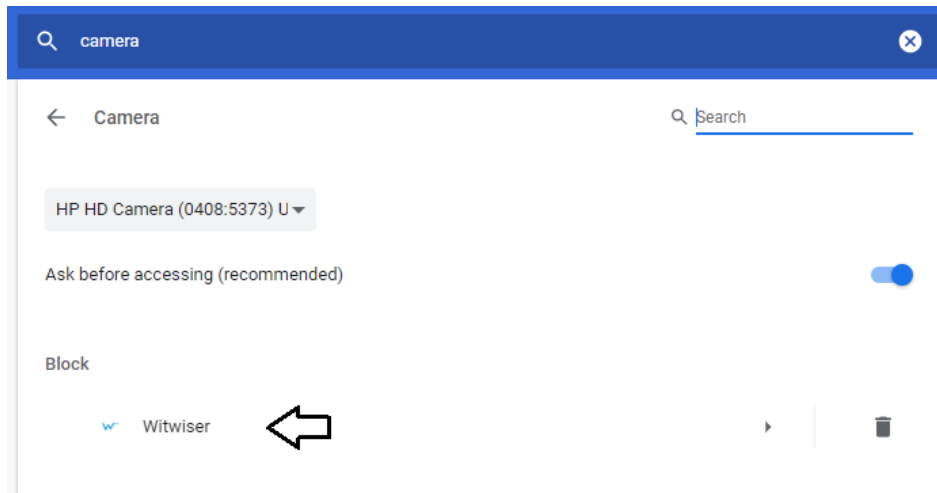 camera
Camera
Search
HP HD Camera (0408:5373) U
Ask before accessing (recommended)
Block
Witwiser